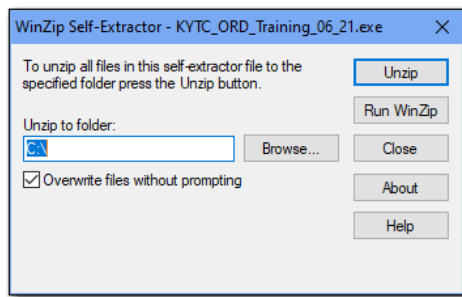 WinZip Self-Extractor - KYTC_ORD_Training_06_21.exe
To unzip all files in this self-extractor file to the
specified folder press the Unzip button.
Unzip to folder:
C:\
Browse...
Overwrite files without prompting
Unzip
Run WinZip
Close
About
Help